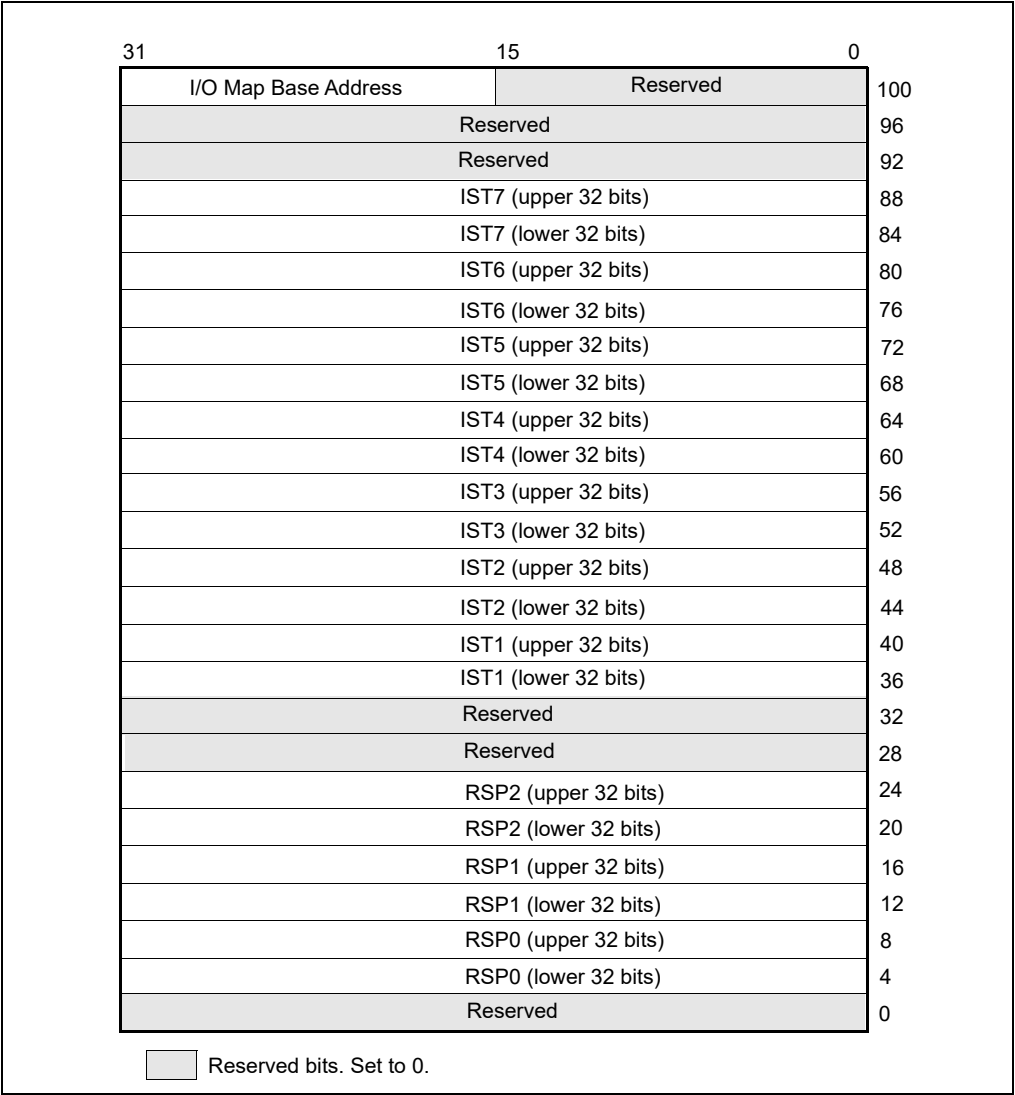 31 15 0
I/O Map Base Address Reserved 100
Reserved 96
Reserved 92
IST7 (upper 32 bits) 88
IST7 (lower 32 bits) 84
IST6 (upper 32 bits) 80
IST6 (lower 32 bits) 76
IST5 (upper 32 bits) 72
IST5 (lower 32 bits) 68
IST4 (upper 32 bits) 64
IST4 (lower 32 bits) 60
IST3 (upper 32 bits) 56
IST3 (lower 32 bits) 52
IST2 (upper 32 bits) 48
IST2 (lower 32 bits) 44
IST1 (upper 32 bits) 40
IST1 (lower 32 bits) 36
Reserved 32
Reserved 28
RSP2 (upper 32 bits) 24
RSP2 (lower 32 bits) 20
RSP1 (upper 32 bits) 16
RSP1 (lower 32 bits) 12
RSP0 (upper 32 bits) 8
RSP0 (lower 32 bits) 4
Reserved 0
Reserved bits. Set to 0.